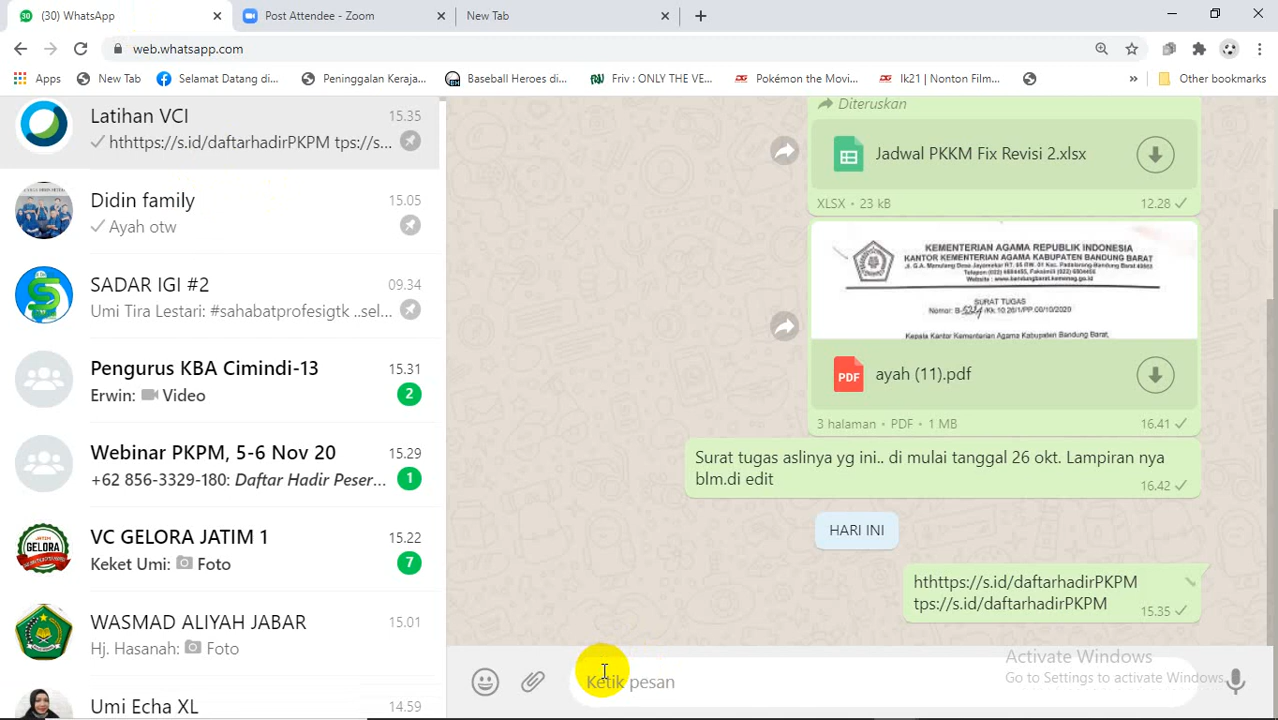 (30) WhatsApp
Post Attendee - Zoom
New Tab
web.whatsapp.com
Apps
New Tab
Selamat Datang di...
Peninggalan Keraja...
Baseball Heroes di...
Friv : ONLY THE VE...
Pokémon the Movi...
lk21 | Nonton Film...
»
Other bookmarks
Latihan VCI
15.35
hthttps://s.id/daftarhadirPKPM tps://s...
Didin family
15.05
Ayah otw
SADAR IGI #2
09.34
Umi Tira Lestari: #sahabatprofesigtk ..sel...
Pengurus KBA Cimindi-13
15.31
Erwin: Video
2
Webinar PKPM, 5-6 Nov 20
15.29
+62 856-3329-180: Daftar Hadir Peser...
1
VC GELORA JATIM 1
15.22
Keket Umi: Foto
7
WASMAD ALIYAH JABAR
15.01
Hj. Hasanah: Foto
Umi Echa XL
14.59
Diteruskan
Jadwal PKKM Fix Revisi 2.xlsx
XLSX • 23 kB
12.28
KEMENTERIAN AGAMA REPUBLIK INDONESIA
KANTOR KEMENTERIAN AGAMA KABUPATEN BANDUNG BARAT
SURAT TUGAS
Kepala Kantor Kementerian Agama Kabupaten Bandung Barat,
PDF
ayah (11).pdf
3 halaman • PDF • 1 MB
16.41
Surat tugas aslinya yg ini.. di mulai tanggal 26 okt. Lampiran nya
blm.di edit
16.42
HARI INI
hthttps://s.id/daftarhadirPKPM
tps://s.id/daftarhadirPKPM
15.35
Ketik pesan
Activate Windows
Go to Settings to activate Windows.